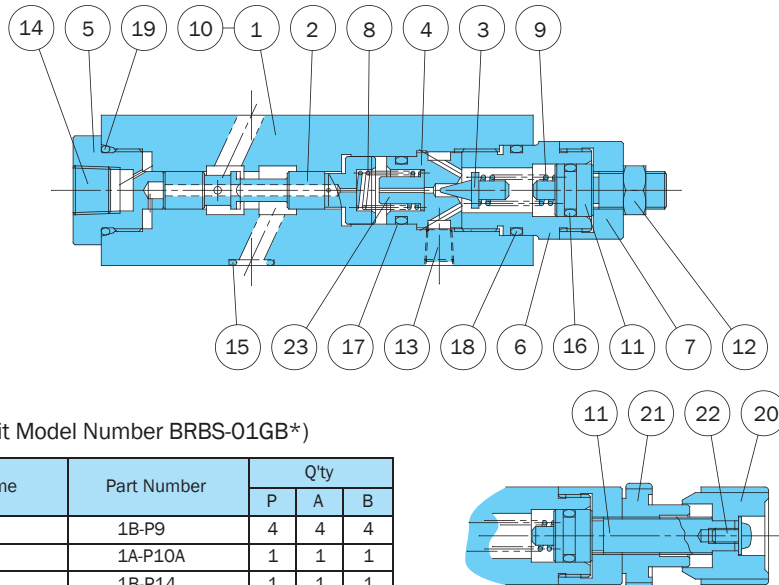 14 5 19 10 1 2 8 4 3 9
15 23 17 13 18 6 16 11 7 12
11 21 22 20
it Model Number BRBS-01GB*)
me Part Number Q'ty
P A B
1B-P9 4 4 4
1A-P10A 1 1 1
1B-P14 1 1 1